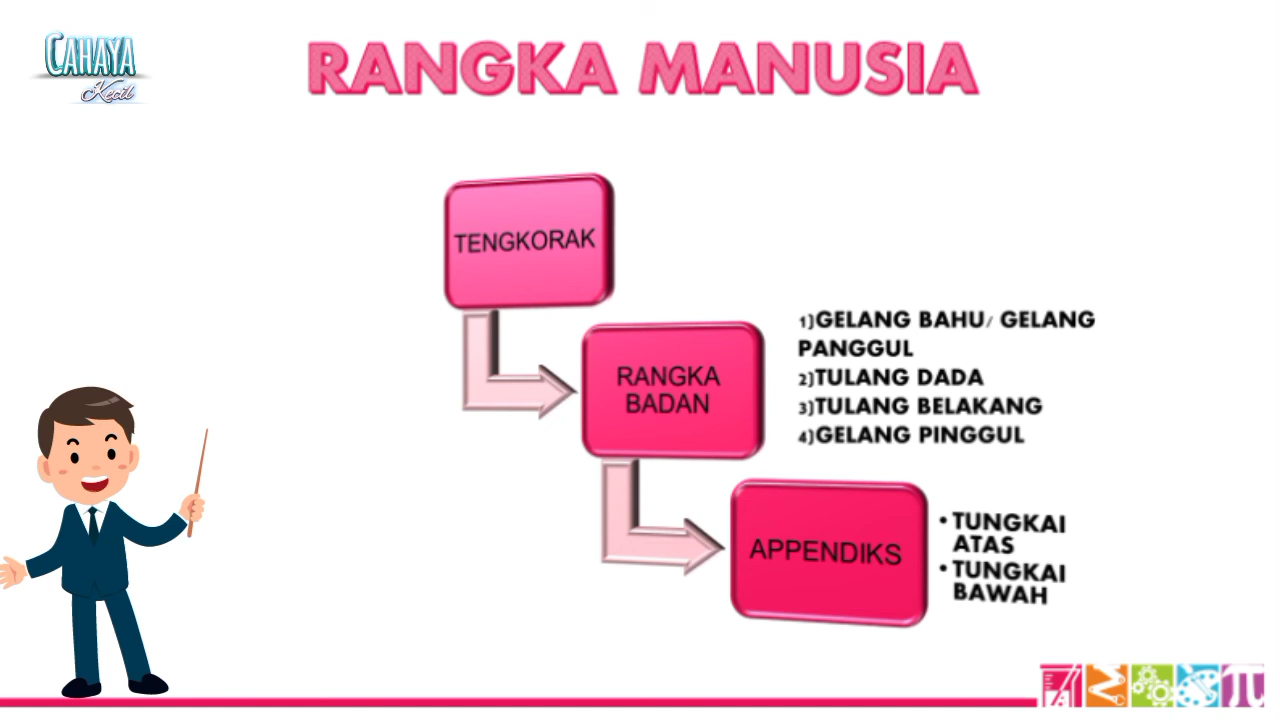 CAHAYA
Kecil
RANGKA MANUSIA
TENGKORAK
RANGKA
BADAN
1)GELANG BAHU/ GELANG
PANGGUL
2)TULANG DADA
3)TULANG BELAKANG
4)GELANG PINGGUL
APPENDIKS
• TUNGKAI
ATAS
• TUNGKAI
BAWAH
π